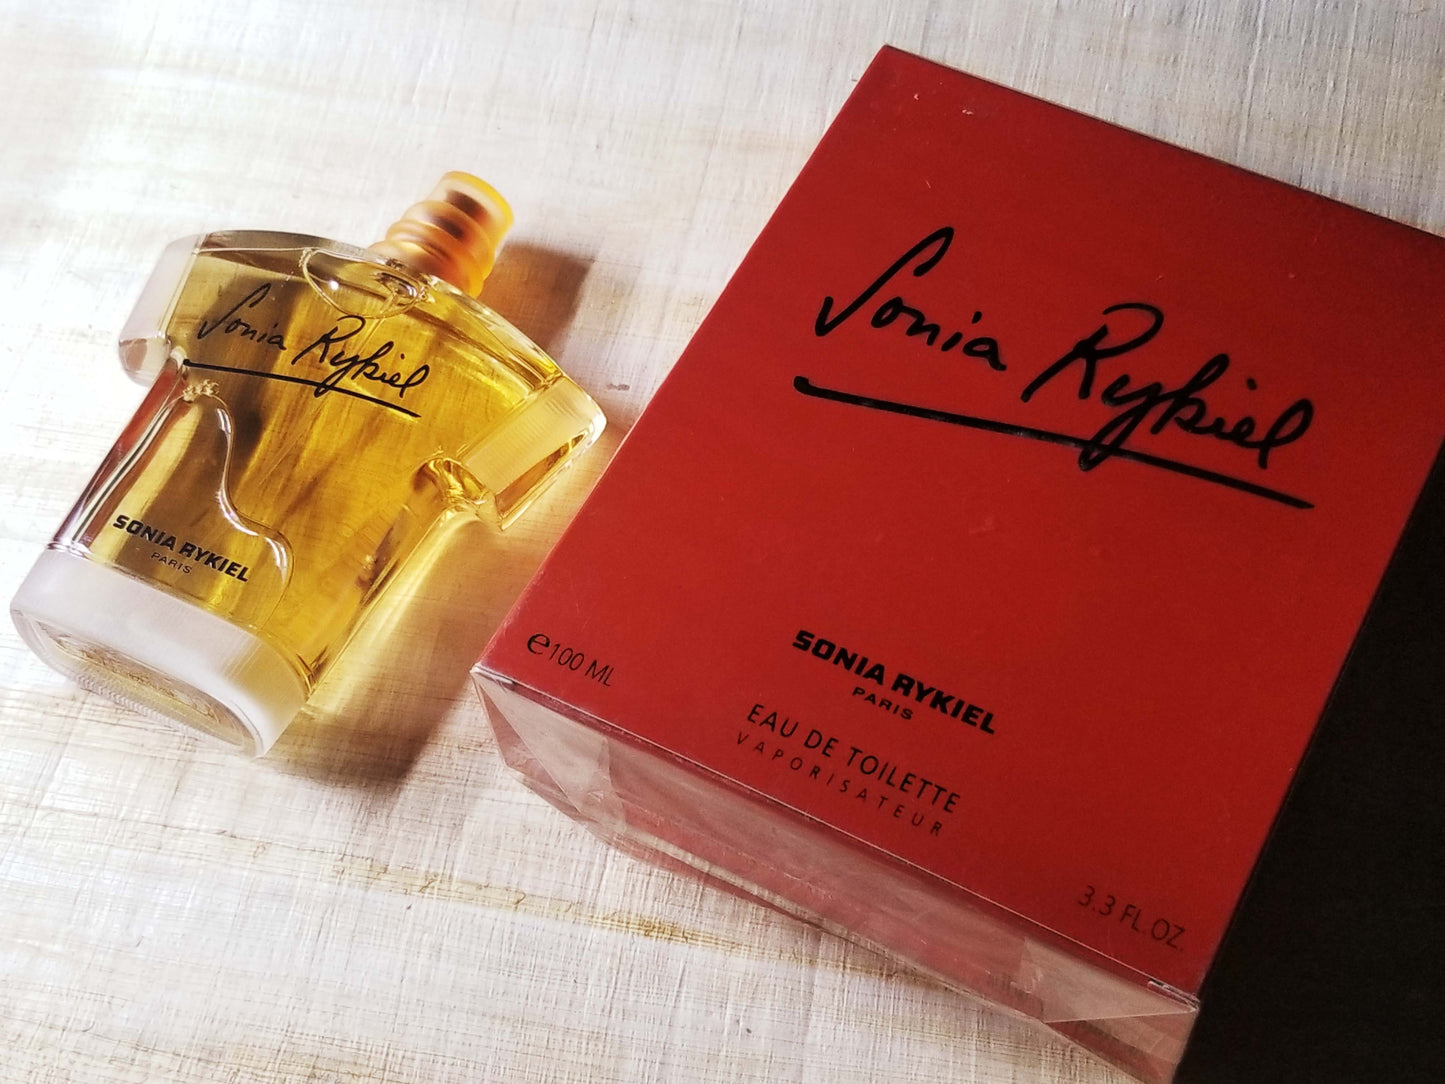 Sonia Rykiel
SONIA RYKIEL
PARIS
Sonia Rykiel
e100 ML
SONIA RYKIEL
PARIS
EAU DE TOILETTE
VAPORISATEUR
3.3 FL.OZ.